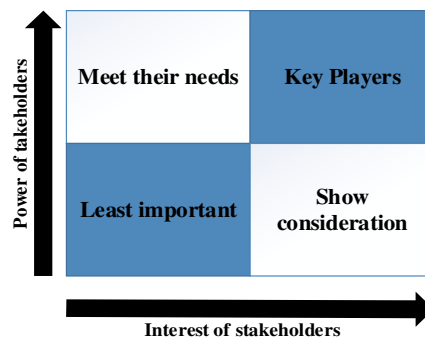 Power of takeholders
Meet their needs
Key Players
Least important
Show
consideration
Interest of stakeholders